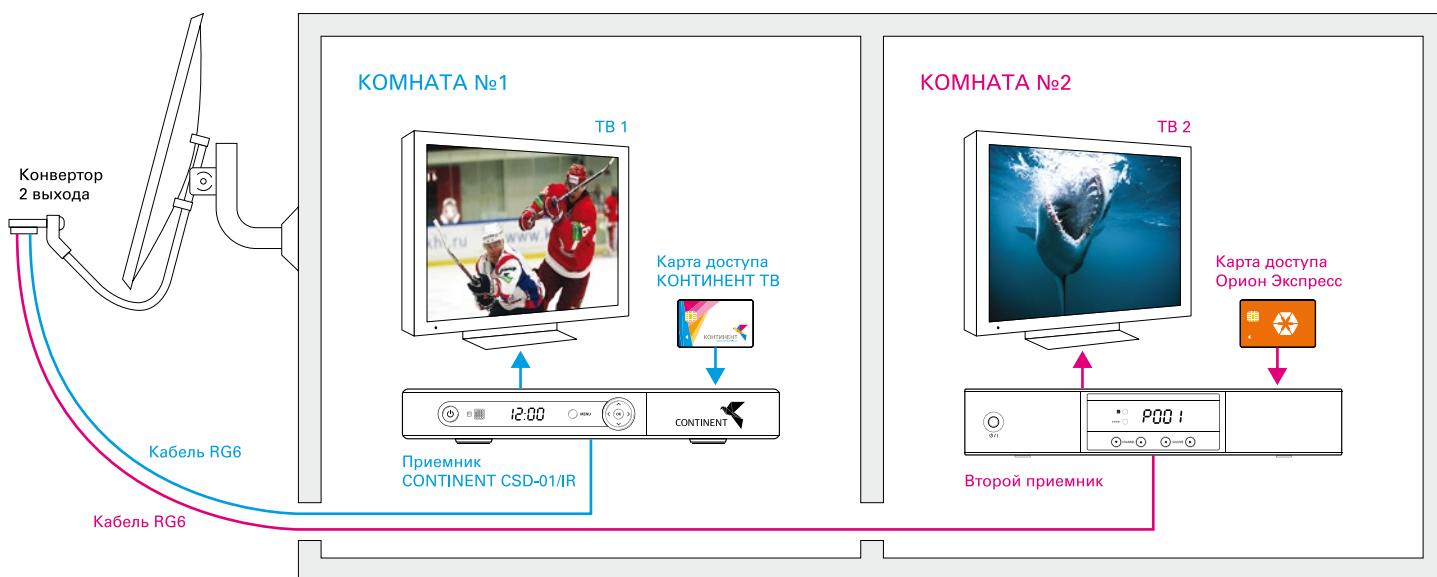 КОМНАТА №1
КОМНАТА №2
ТВ 1
ТВ 2
Конвертор
2 выхода
Карта доступа
КОНТИНЕНТ ТВ
Карта доступа
Орион Экспресс
КОНТИНЕНТ
12:00
MENU
OK
CONTINENT
P001
Кабель RG6
Приемник
CONTINENT CSD-01/IR
Второй приемник
Кабель RG6